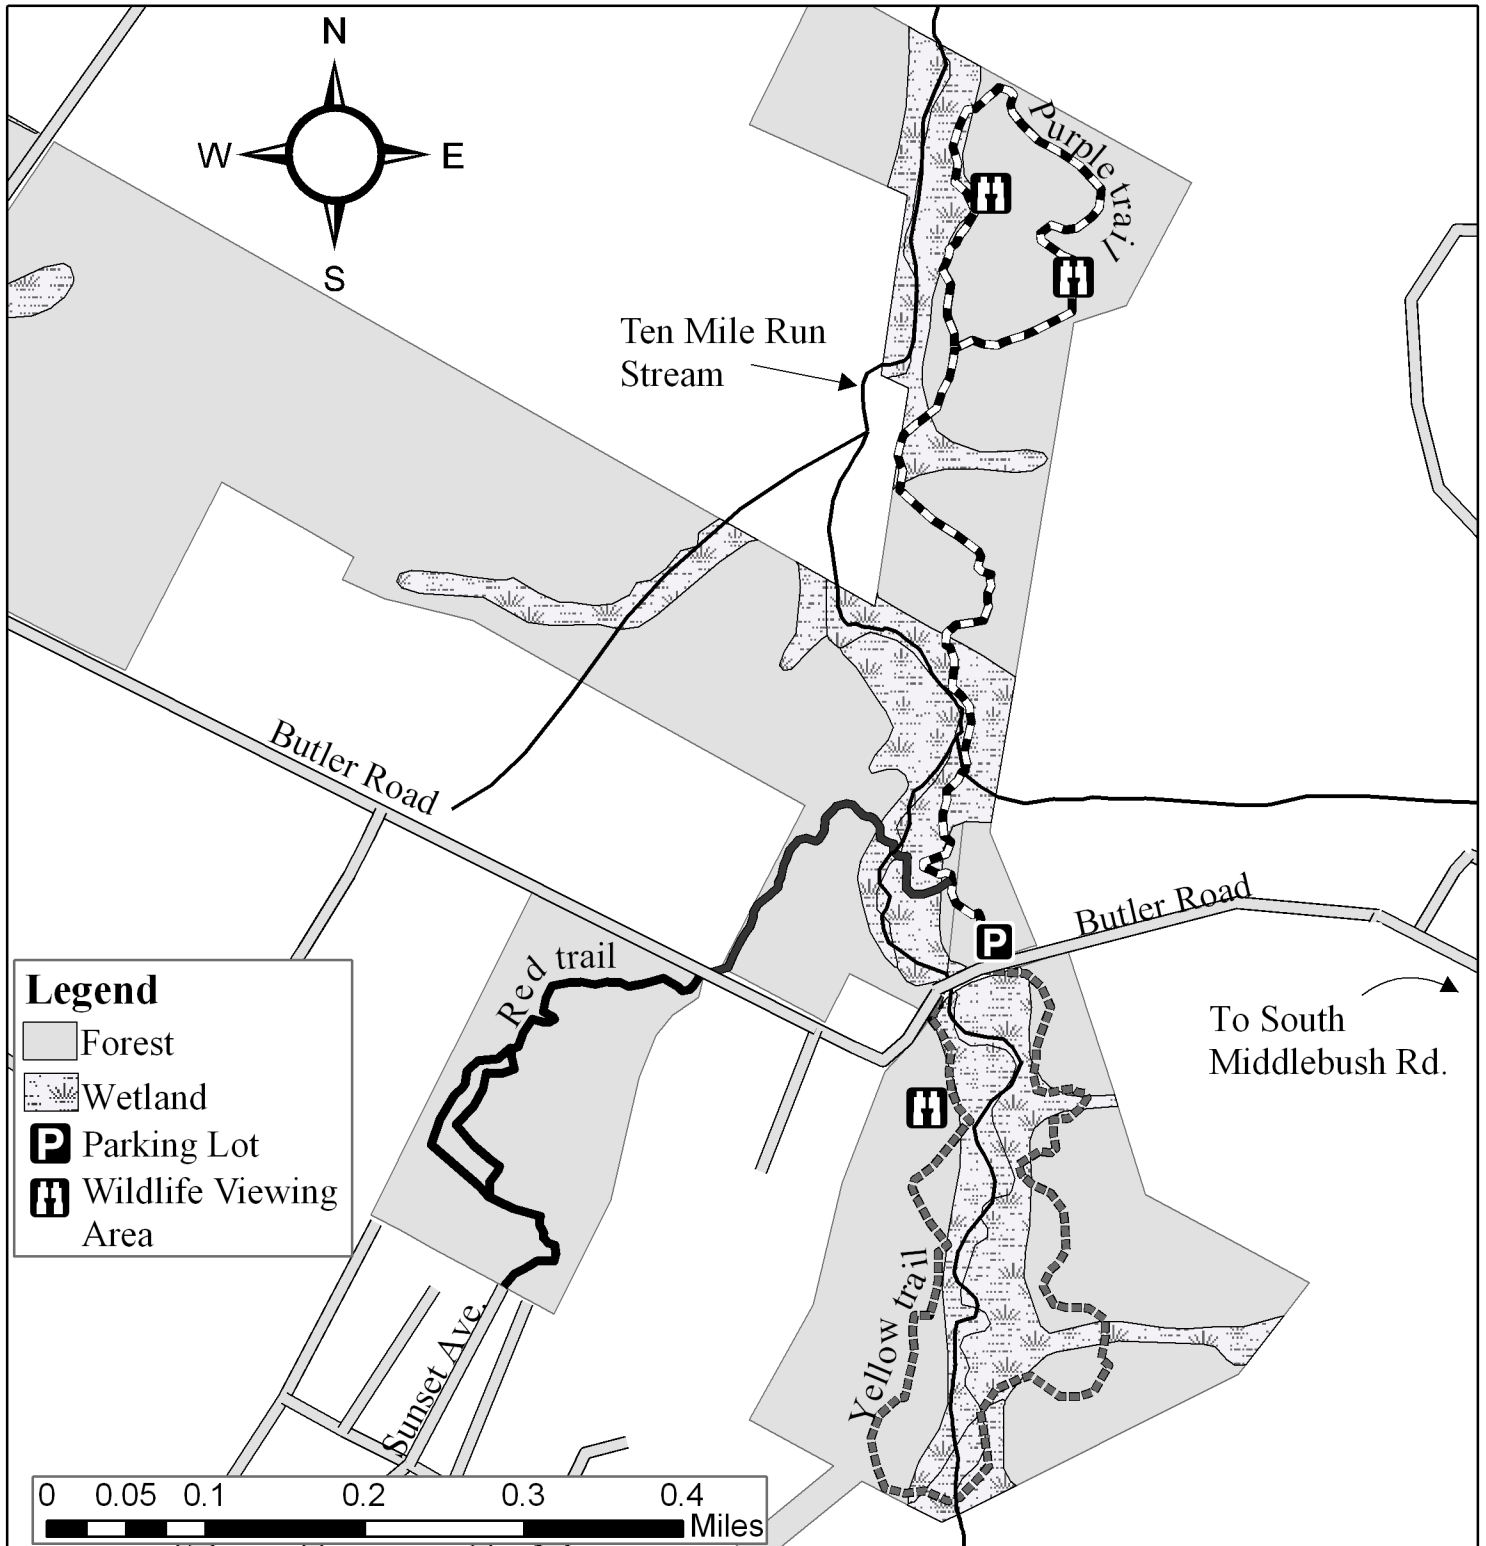 N
W E
S
Purple trail
Ten Mile Run
Stream
Butler Road
Butler Road
Red trail
To South
Middlebush Rd.
P
Legend
Forest
Wetland
P Parking Lot
Wildlife Viewing
Area
Yellow trail
Sunset Ave.
0 0.05 0.1 0.2 0.3 0.4
Miles